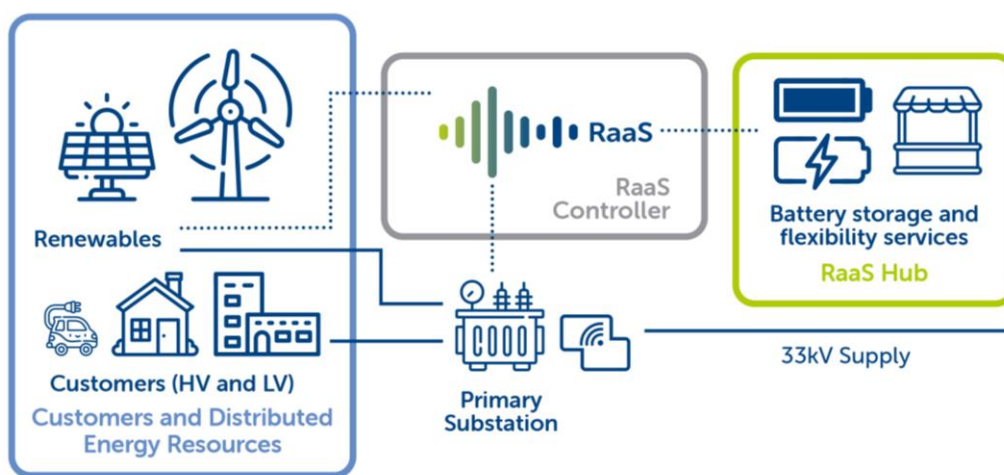 Renewables
Customers (HV and LV)
Customers and Distributed
Energy Resources
RaaS
RaaS
Controller
Primary
Substation
Battery storage and
flexibility services
RaaS Hub
33kV Supply